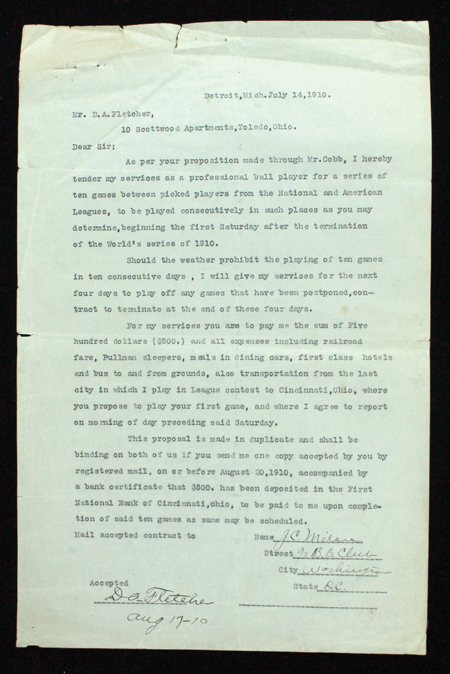 Detroit,Mich.July 14,1910.
Mr. D.A.Fletcher,
10 Scottwood Apartments,Toledo,Ohio.
Dear Sir:
As per your proposition made through Mr.Cobb, I hereby
tender my services as a professional ball player for a series of
ten games between picked players from the National and American
Leagues, to be played consecutively in such places as you may
determine,beginning the first Saturday after the termination
of the World's series of 1910.
Should the weather prohibit the playing of ten games
in ten consecutive days , I will give my services for the next
four days to play off any games that have been postponed,con-
tract to terminate at the end of these four days.
For my services you are to pay me the sum of Five
hundred dollars ($500.) and all expenses including railroad
fare, Pullman sleepers, meals in dining cars, first class hotels
and bus to and from grounds, also transportation from the last
city in which I play in League contest to Cincinnati,Ohio, where
you propose to play your first game, and where I agree to report
on morning of day preceding said Saturday.
This proposal is made in duplicate and shall be
binding on both of us if you send me one copy accepted by you by
registered mail, on or before August 20,1910, accompanied by
a bank certificate that $500. has been deposited in the First
National Bank of Cincinnati,Ohio, to be paid to me upon comple-
tion of said ten games as same may be scheduled.
Mail accepted contract to
Name J.C. Milan
Street B. B. Club
City Washington
State D.C.
Accepted
D.A. Fletcher
Aug 17-10